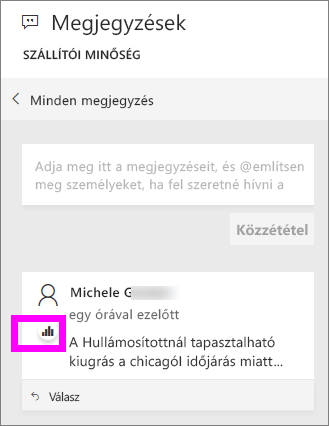 Megjegyzések
SZÁLLÍTÓI MINŐSÉG
Minden megjegyzés
Adja meg itt a megjegyzéseit, és @említsen
meg személyeket, ha fel szeretné hívni a
Közzététel
Michele
egy órával ezelőtt
A Hullámosítottnál tapasztalható
kiugrás a chicagói időjárás miatt...
Válasz